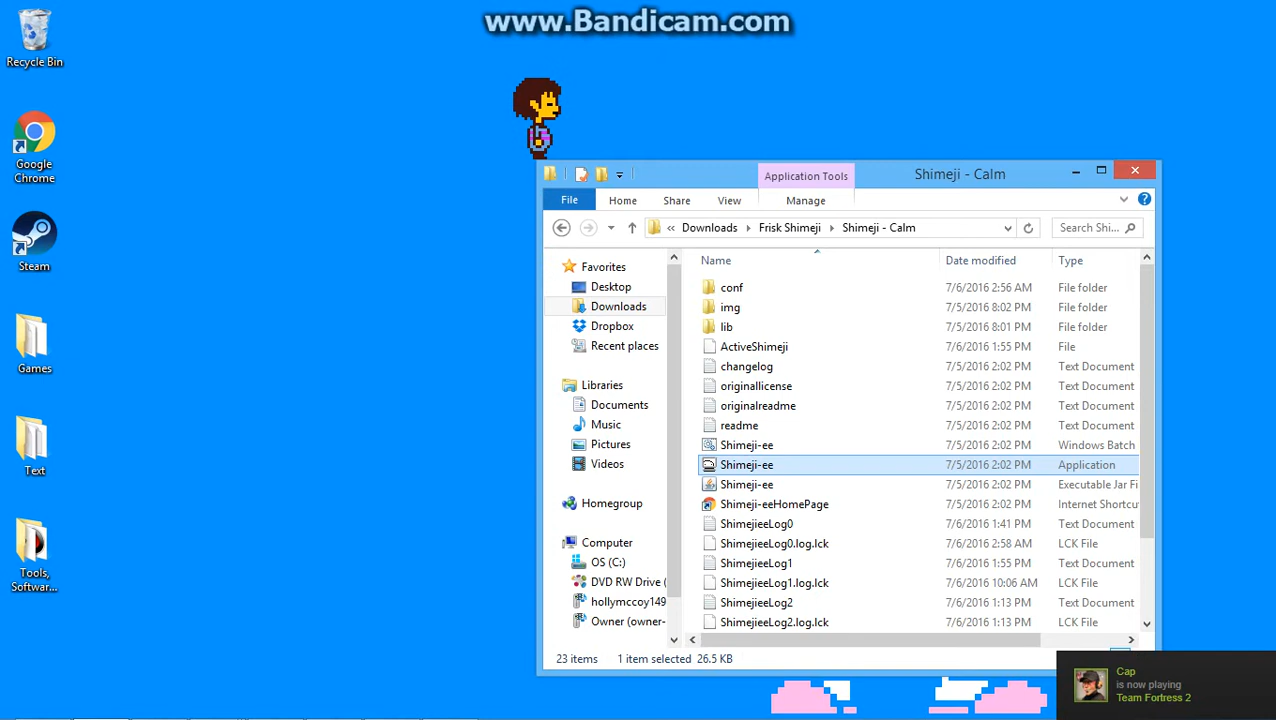 www.Bandicam.com
Recycle Bin
Google
Chrome
Steam
Games
Text
Tools,
Softwar...
Application Tools
Shimeji - Calm
File
Home
Share
View
Manage
« Downloads
Frisk Shimeji
Shimeji - Calm
Search Shi...
Favorites
Desktop
Downloads
Dropbox
Recent places
Libraries
Documents
Music
Pictures
Videos
Homegroup
Computer
OS (C:)
DVD RW Drive (
hollymccoy149
Owner (owner-
Name Date modified Type
conf 7/6/2016 2:56 AM File folder
img 7/5/2016 8:02 PM File folder
lib 7/5/2016 8:01 PM File folder
ActiveShimeji 7/6/2016 1:55 PM File
changelog 7/5/2016 2:02 PM Text Document
originallicense 7/5/2016 2:02 PM Text Document
originalreadme 7/5/2016 2:02 PM Text Document
readme 7/5/2016 2:02 PM Text Document
Shimeji-ee 7/5/2016 2:02 PM Windows Batch
Shimeji-ee 7/5/2016 2:02 PM Application
Shimeji-ee 7/5/2016 2:02 PM Executable Jar Fi
Shimeji-eeHomePage 7/5/2016 2:02 PM Internet Shortcu
ShimejieeLog0 7/6/2016 1:41 PM Text Document
ShimejieeLog0.log.lck 7/6/2016 2:58 AM LCK File
ShimejieeLog1 7/6/2016 1:55 PM Text Document
ShimejieeLog1.log.lck 7/6/2016 10:06 AM LCK File
ShimejieeLog2 7/6/2016 1:13 PM Text Document
ShimejieeLog2.log.lck 7/6/2016 1:13 PM LCK File
23 items 1 item selected 26.5 KB
Cap
is now playing
Team Fortress 2